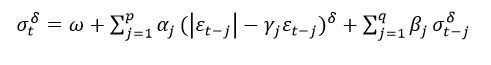 σ_t^δ = ω + ∑_{j=1}^p α_j (|ε_{t−j}| − γ_j ε_{t−j})^δ + ∑_{j=1}^q β_j σ_{t−j}^δ